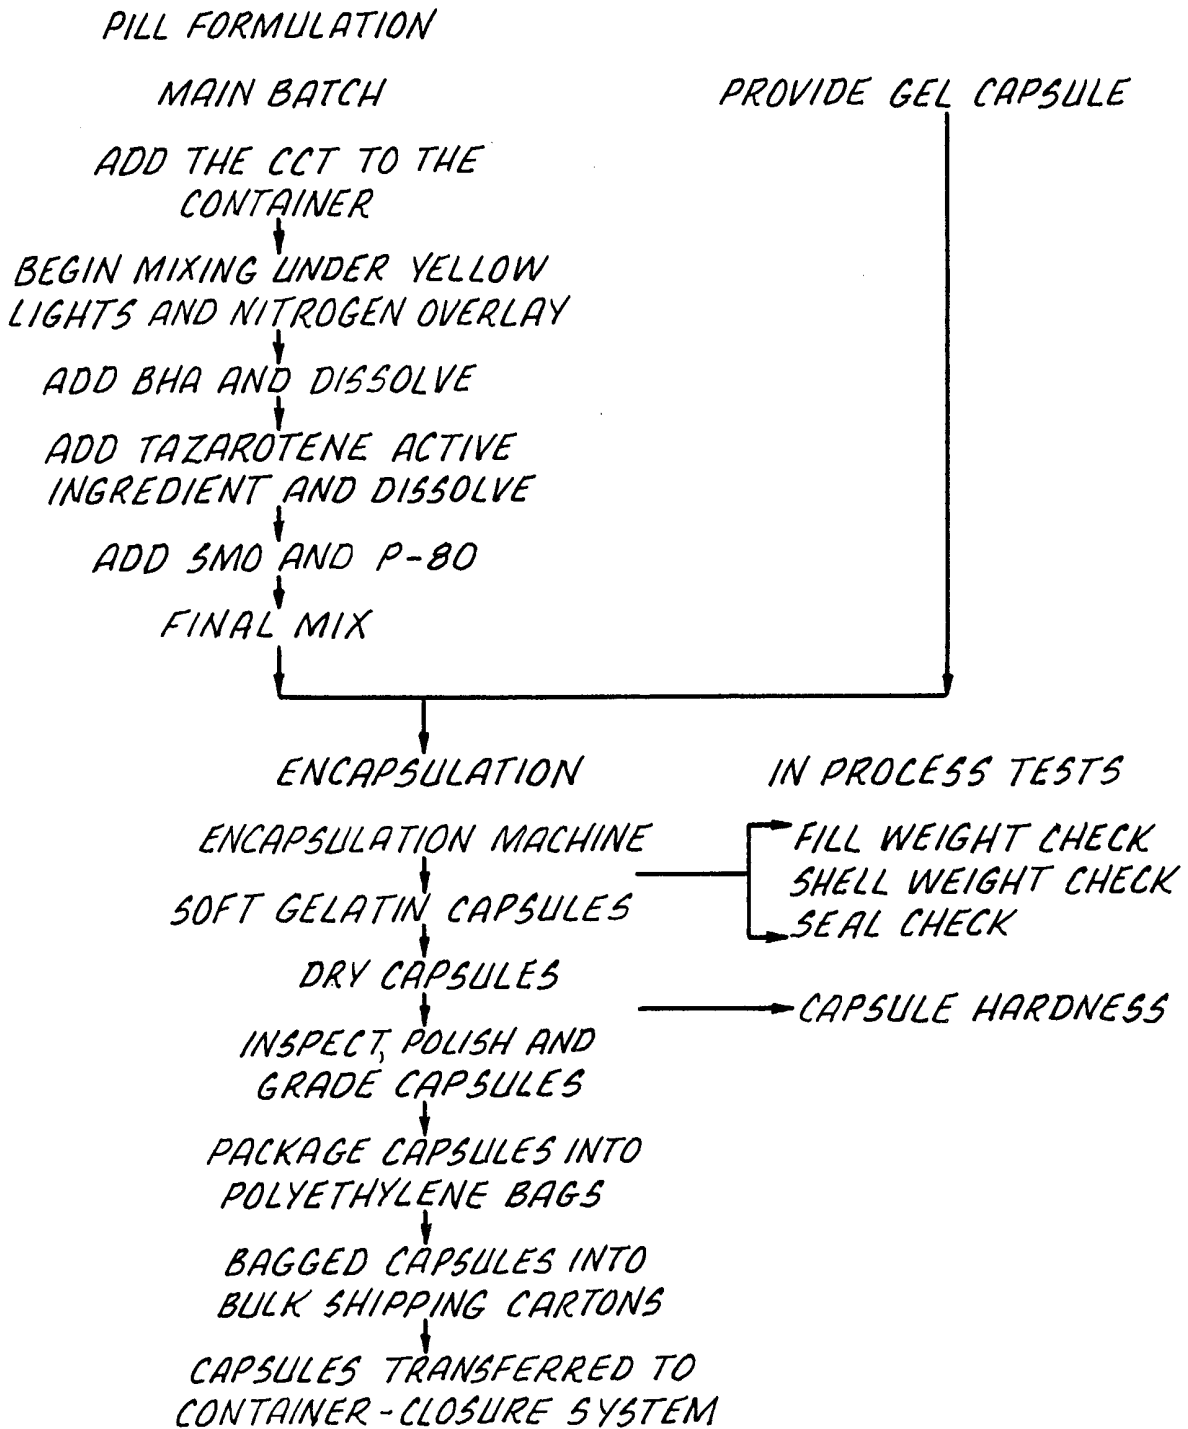 PILL FORMULATION
MAIN BATCH
PROVIDE GEL CAPSULE
ADD THE CCT TO THE
CONTAINER
BEGIN MIXING UNDER YELLOW
LIGHTS AND NITROGEN OVERLAY
ADD BHA AND DISSOLVE
ADD TAZAROTENE ACTIVE
INGREDIENT AND DISSOLVE
ADD SMO AND P-80
FINAL MIX
ENCAPSULATION
IN PROCESS TESTS
ENCAPSULATION MACHINE
FILL WEIGHT CHECK
SHELL WEIGHT CHECK
SEAL CHECK
SOFT GELATIN CAPSULES
DRY CAPSULES
CAPSULE HARDNESS
INSPECT, POLISH AND
GRADE CAPSULES
PACKAGE CAPSULES INTO
POLYETHYLENE BAGS
BAGGED CAPSULES INTO
BULK SHIPPING CARTONS
CAPSULES TRANSFERRED TO
CONTAINER-CLOSURE SYSTEM